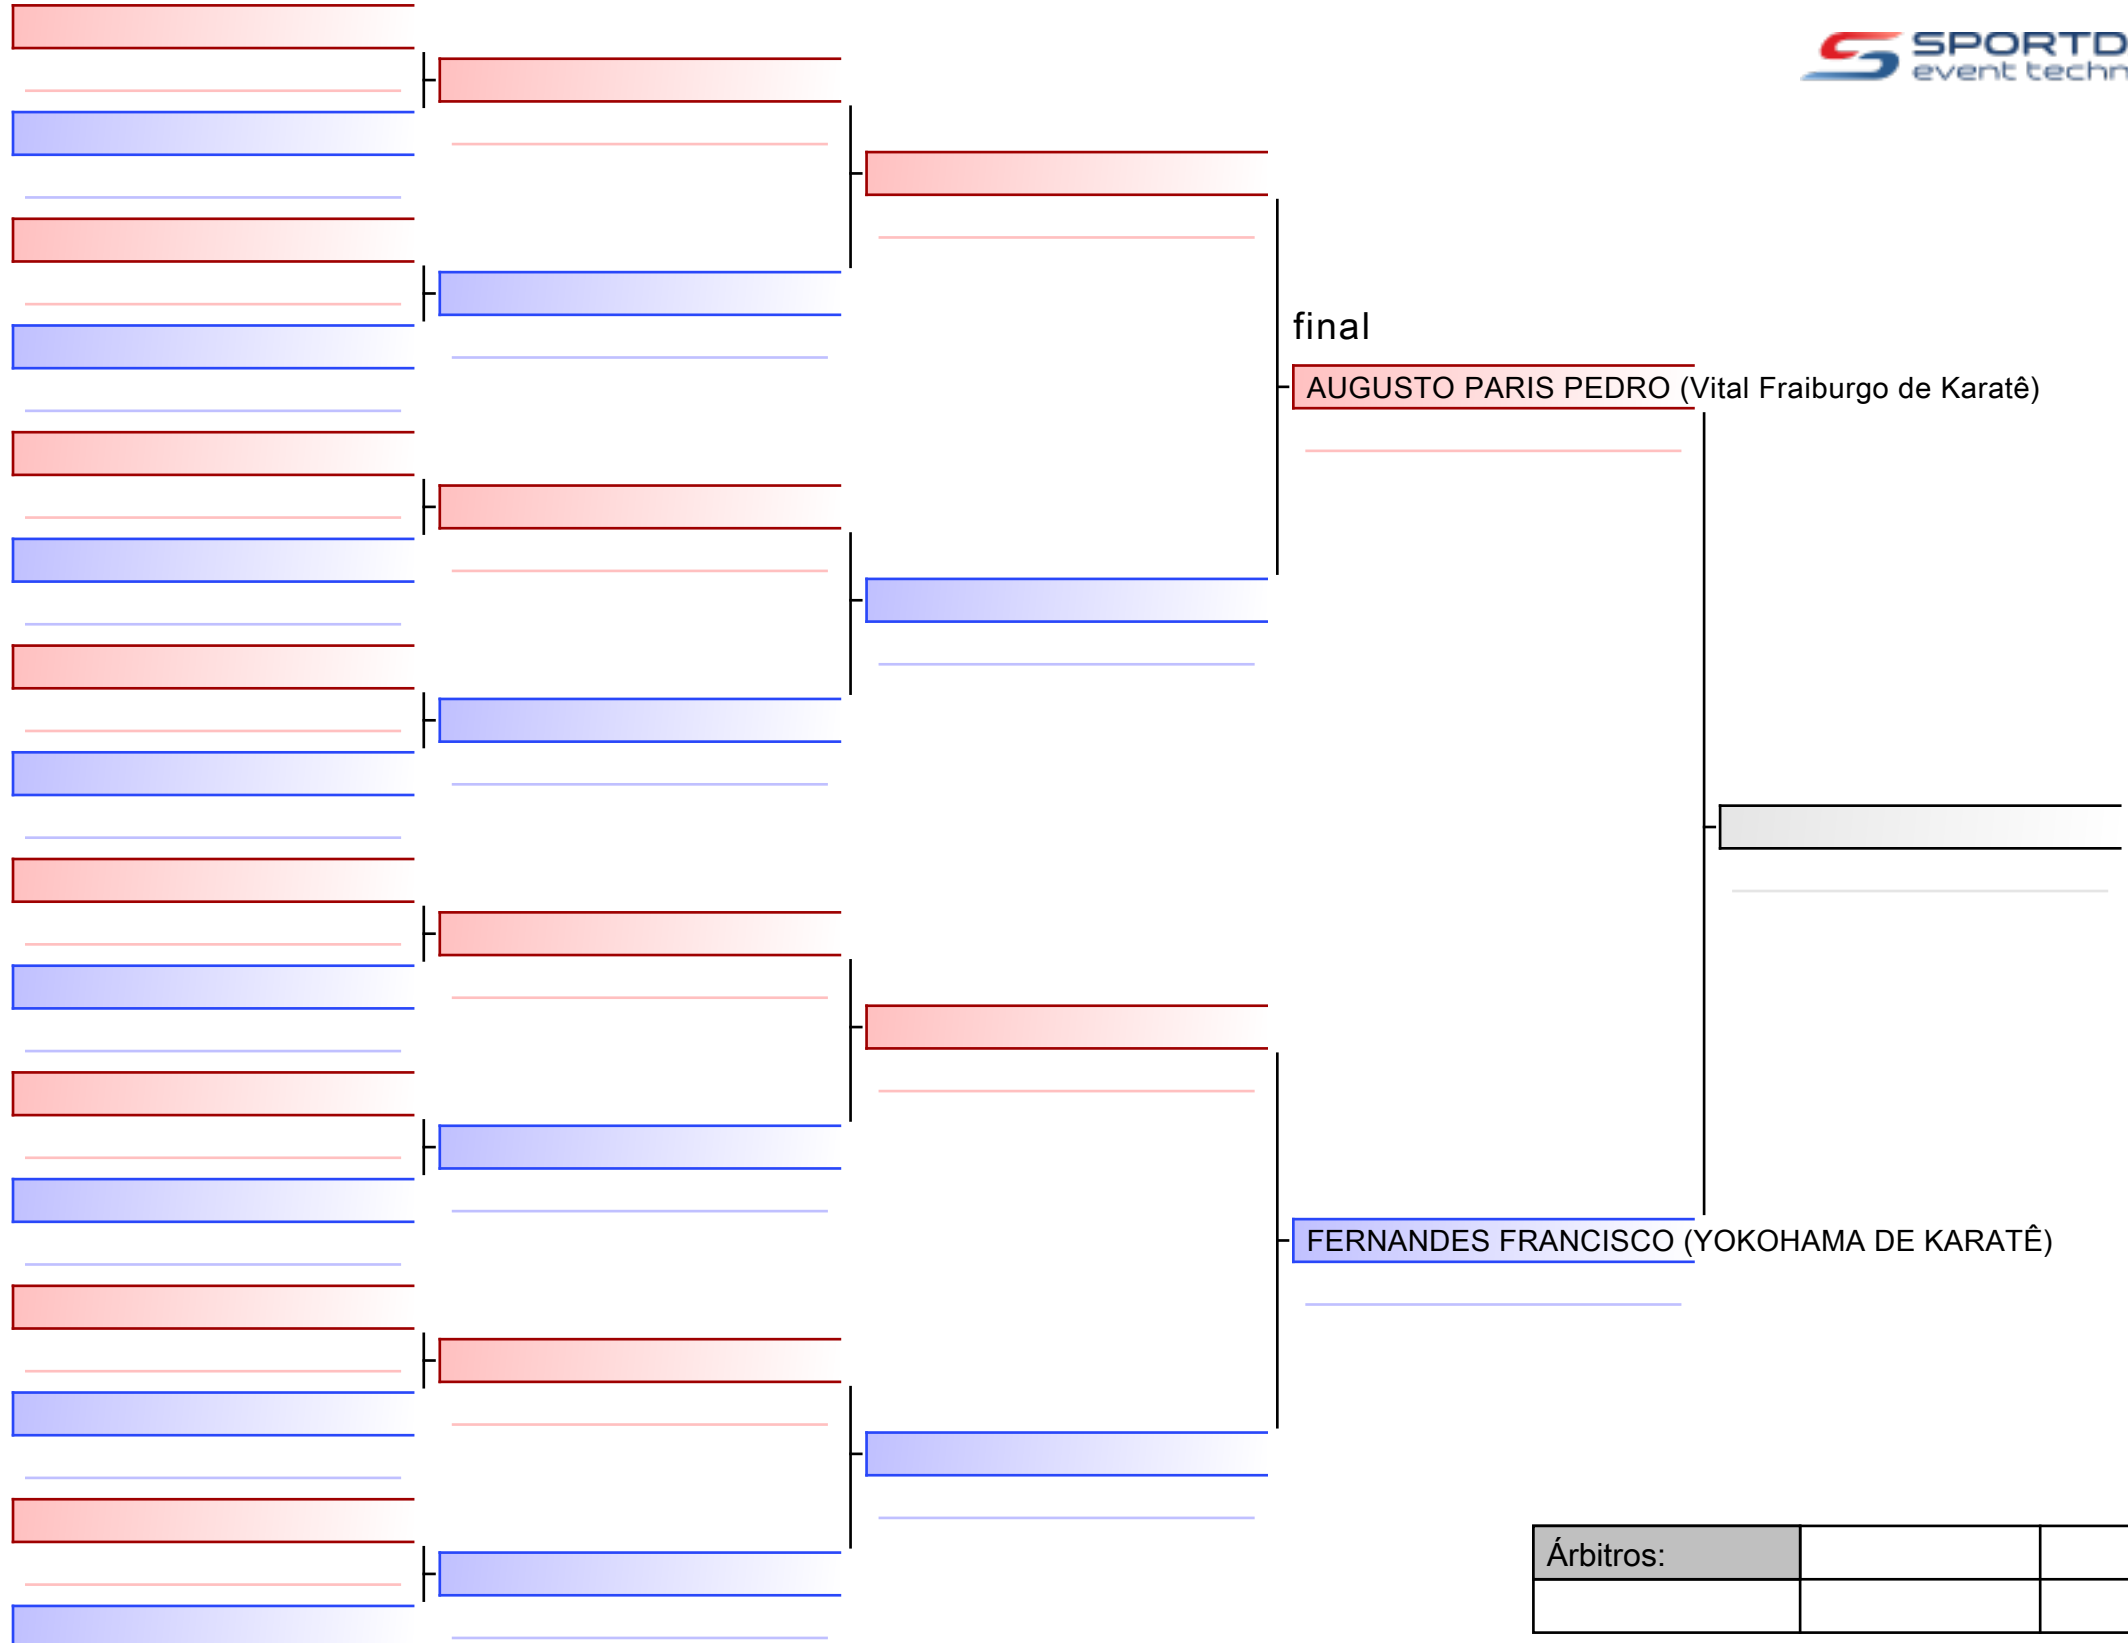 SPORTD
event techn
final
AUGUSTO PARIS PEDRO (Vital Fraiburgo de Karatê)
FERNANDES FRANCISCO (YOKOHAMA DE KARATÊ)
Árbitros: